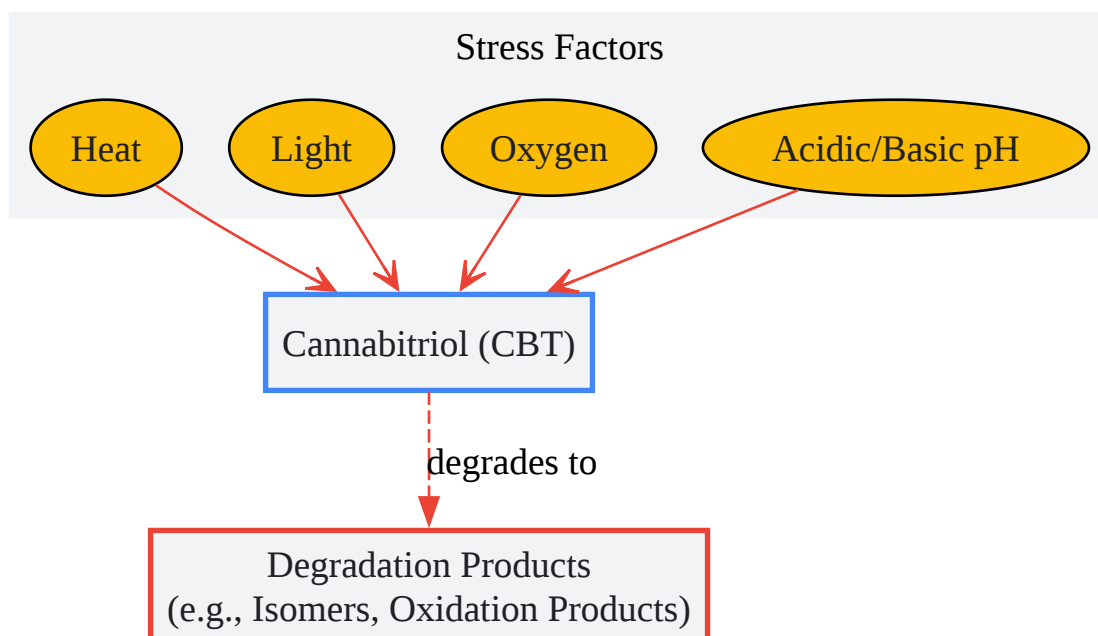 Stress Factors
Heat
Light
Oxygen
Acidic/Basic pH
Cannabitriol (CBT)
degrades to
Degradation Products
(e.g., Isomers, Oxidation Products)